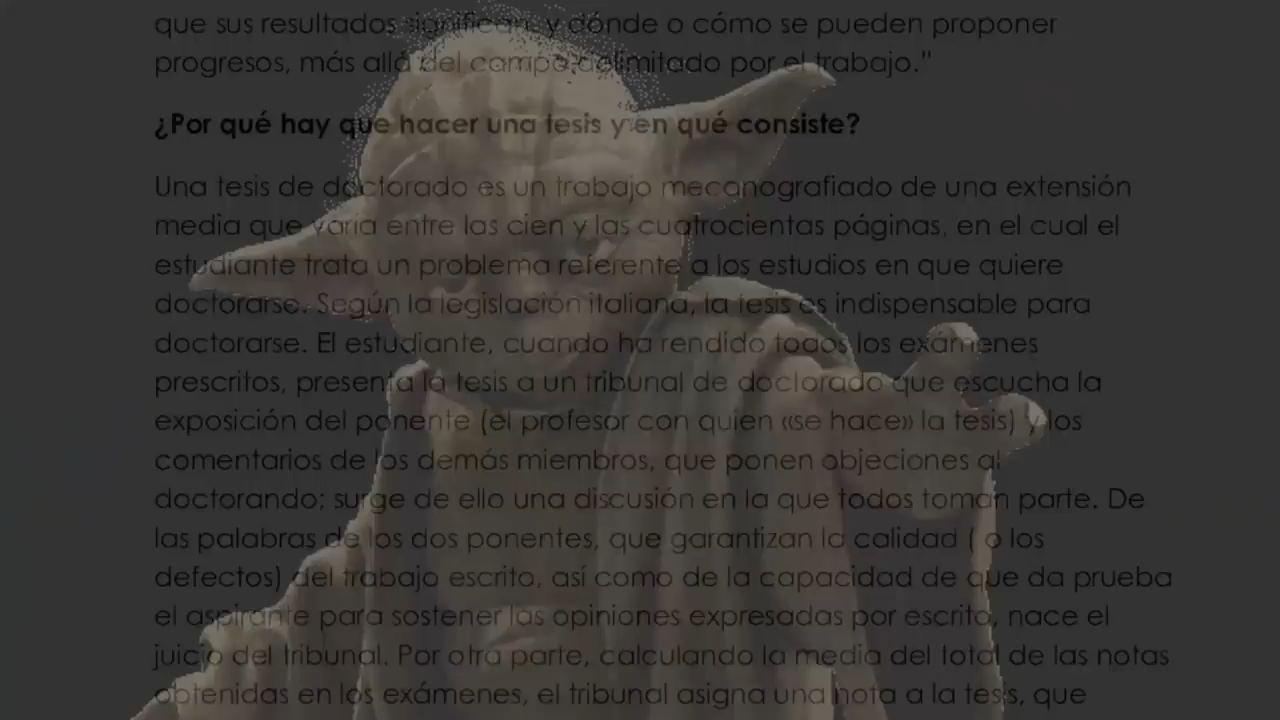 que sus resultados significan, y dónde o cómo se pueden proponer
progresos, más allá del campo delimitado por el trabajo."
¿Por qué hay que hacer una tesis y en qué consiste?
Una tesis de doctorado es un trabajo mecanografiado de una extensión
media que varia entre las cien y las cuatrocientas páginas, en el cual el
estudiante trata un problema referente a los estudios en que quiere
doctorarse. Según la legislación italiana, la tesis es indispensable para
doctorarse. El estudiante, cuando ha rendido todos los exámenes
prescritos, presenta la tesis a un tribunal de doclorado que escucha la
exposición del ponente (el profesor con quien «se hace» la tesis) y los
comentarios de los demás miembros, que ponen objeciones al
doctorando; surge de ello una discusión en la que todos toman parte. De
las palabras de los dos ponentes, que garantizan la calidad ( o los
defectos) del trabajo escrito, así como de la capacidad de que da prueba
el aspirante para sostener las opiniones expresadas por escrito, nace el
juicio del tribunal. Por otra parte, calculando la media del total de las notas
obtenidas en los exámenes, el tribunal asigna una nota a la tesis, que